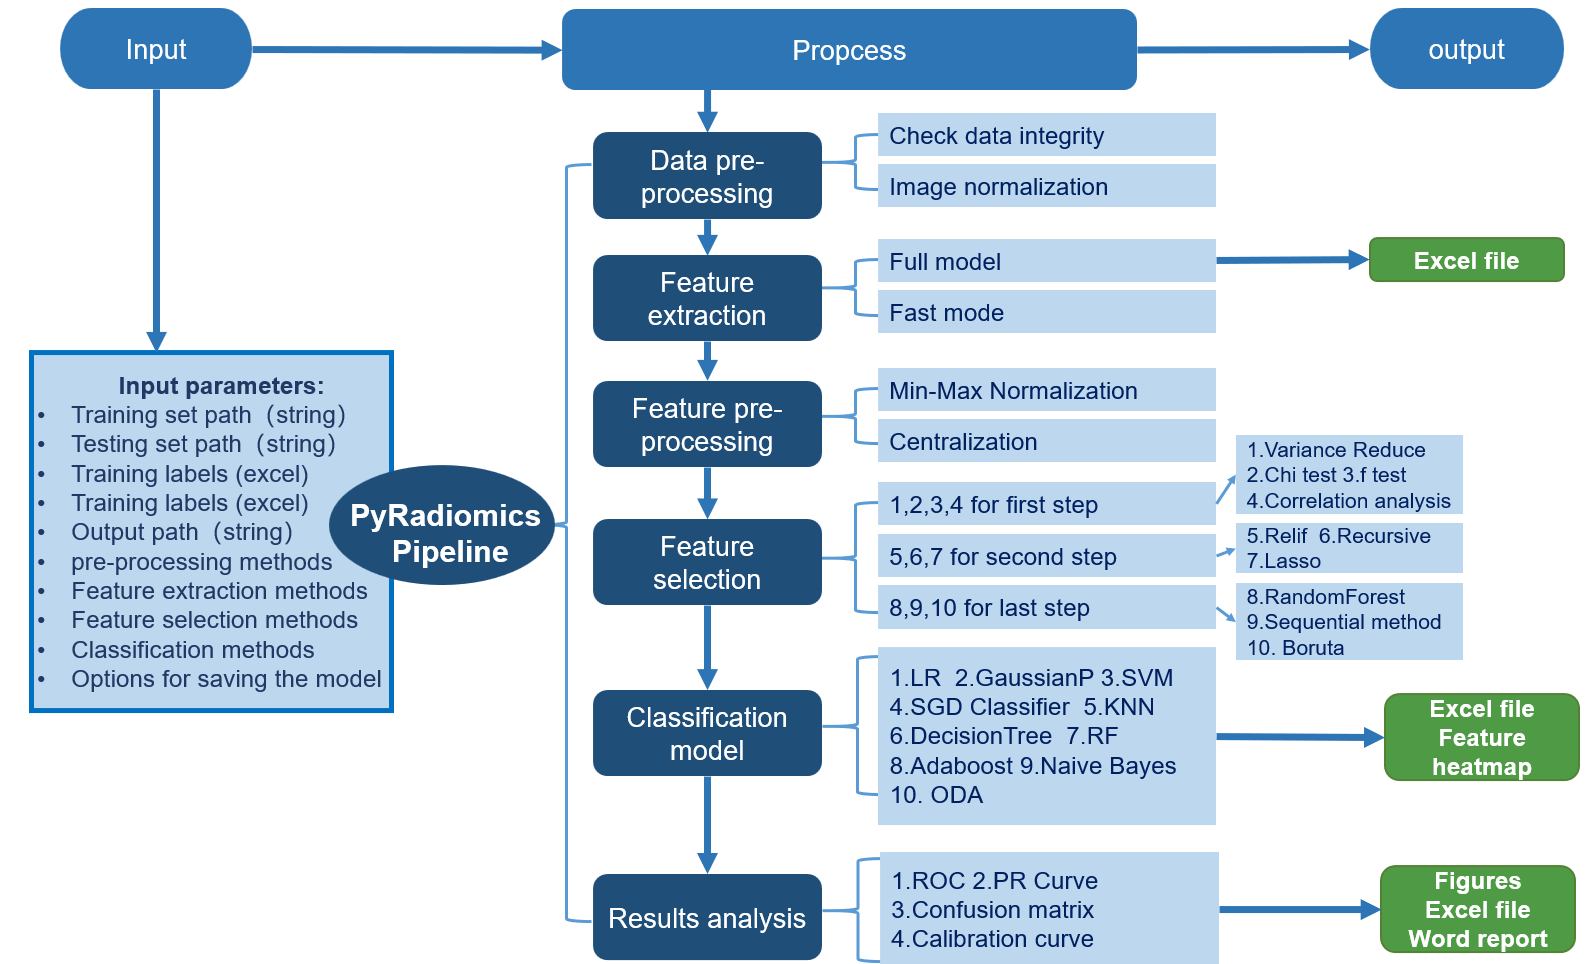 Input
Propcess
output
Input parameters:
• Training set path（string）
• Testing set path（string）
• Training labels (excel)
• Training labels (excel)
• Output path（string）
• pre-processing methods
• Feature extraction methods
• Feature selection methods
• Classification methods
• Options for saving the model
PyRadiomics
Pipeline
Data pre-
processing
Check data integrity
Image normalization
Feature
extraction
Full model
Fast mode
Excel file
Feature pre-
processing
Min-Max Normalization
Centralization
Feature
selection
1,2,3,4 for first step
5,6,7 for second step
8,9,10 for last step
1.Variance Reduce
2.Chi test 3.f test
4.Correlation analysis
5.Relif 6.Recursive
7.Lasso
8.RandomForest
9.Sequential method
10. Boruta
Classification
model
1.LR 2.GaussianP 3.SVM
4.SGD Classifier 5.KNN
6.DecisionTree 7.RF
8.Adaboost 9.Naive Bayes
10. ODA
Excel file
Feature
heatmap
Results analysis
1.ROC 2.PR Curve
3.Confusion matrix
4.Calibration curve
Figures
Excel file
Word report